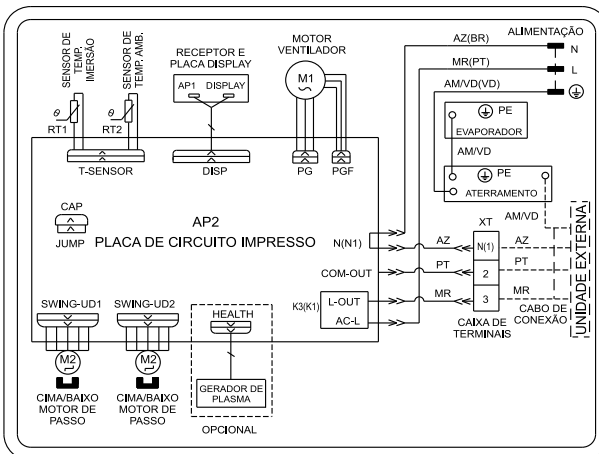 ALIMENTAÇÃO
AZ(BR)
N
MR(PT)
L
AM/VD(VD)
SENSOR DE
TEMP.
IMERSÃO
SENSOR DE
TEMP. AMB.
RECEPTOR E
PLACA DISPLAY
AP1 DISPLAY
MOTOR
VENTILADOR
M1
θ
RT1
θ
RT2
T-SENSOR
DISP
PG
PGF
PE
EVAPORADOR
AM/VD
PE
ATERRAMENTO
AM/VD
CAP
JUMP
AP2
PLACA DE CIRCUITO IMPRESSO
N(N1)
COM-OUT
K3(K1)
L-OUT
AC-L
AZ
PT
MR
XT
N(1)
2
3
CAIXA DE
TERMINAIS
AZ
PT
MR
CABO DE
CONEXÃO
UNIDADE EXTERNA
SWING-UD1
SWING-UD2
HEALTH
M2
M2
CIMA/BAIXO
MOTOR DE
PASSO
CIMA/BAIXO
MOTOR DE
PASSO
GERADOR DE
PLASMA
OPCIONAL